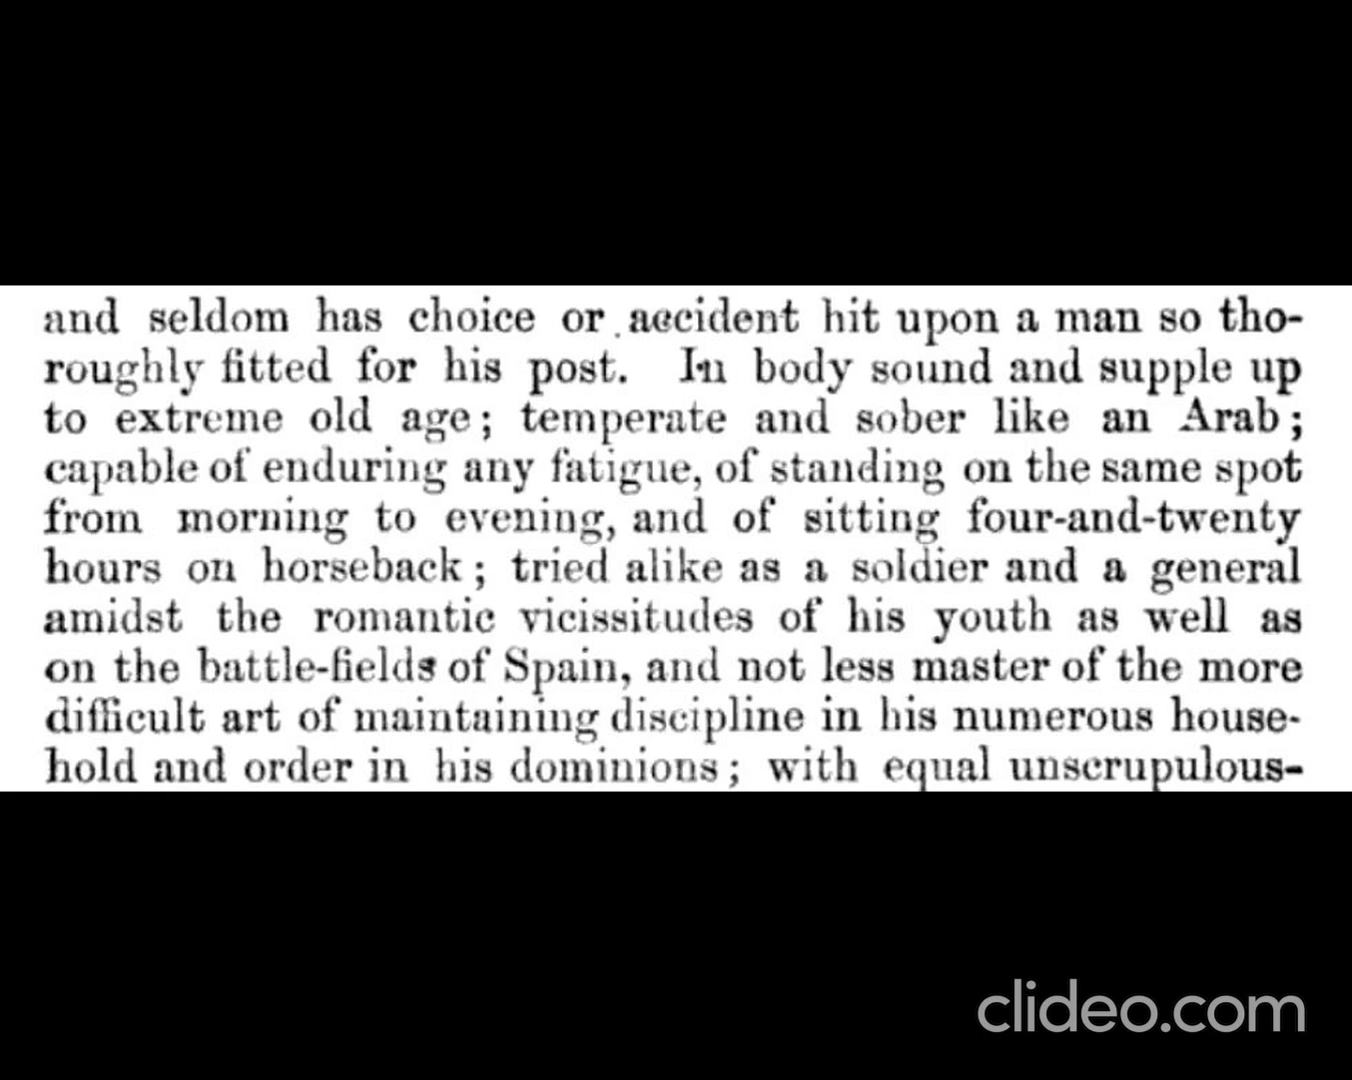 and seldom has choice or accident hit upon a man so tho-
roughly fitted for his post. In body sound and supple up
to extreme old age; temperate and sober like an Arab;
capable of enduring any fatigue, of standing on the same spot
from morning to evening, and of sitting four-and-twenty
hours on horseback; tried alike as a soldier and a general
amidst the romantic vicissitudes of his youth as well as
on the battle-fields of Spain, and not less master of the more
difficult art of maintaining discipline in his numerous house-
hold and order in his dominions; with equal unscrupulous-
clideo.com